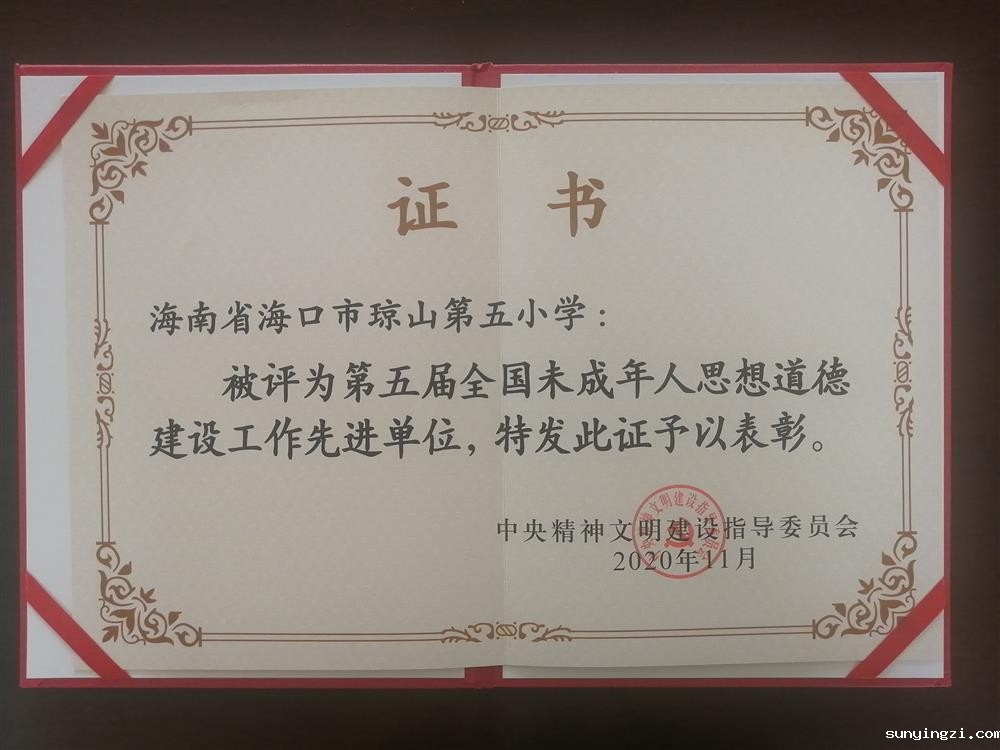 证 书
海南省海口市琼山第五小学：
被评为第五届全国未成年人思想道德
建设工作先进单位，特发此证予以表彰。
中央精神文明建设指导委员会
2020年11月
sunyingzi.com